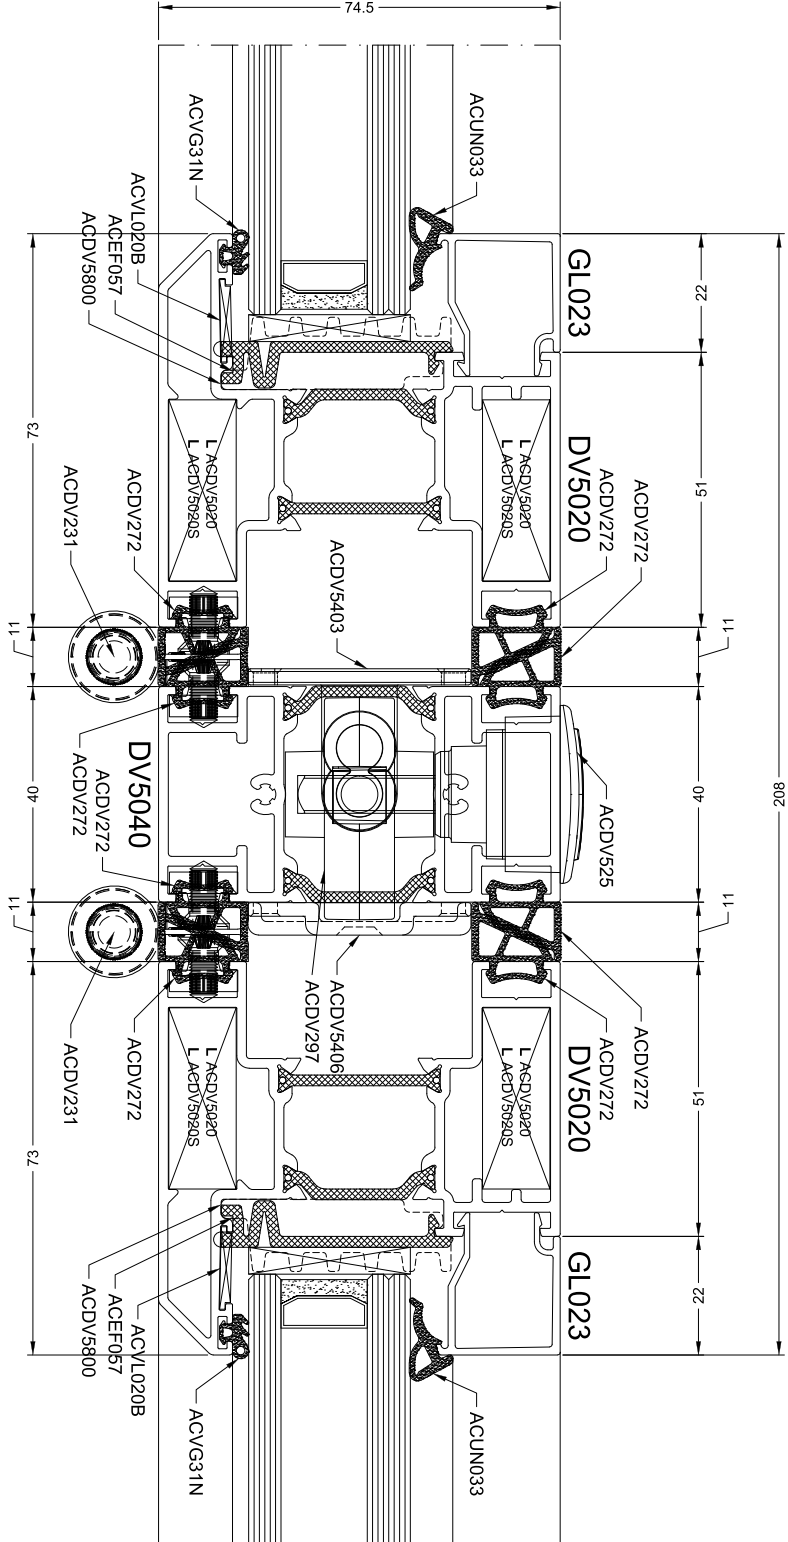 74.5
ACVG31N
ACUN033
ACVL020B
ACEF057
ACDV5800
GL023
22
208
73
51
DV5020
L ACDV5020
L ACDV5020S
L ACDV5020
L ACDV5020S
ACDV231
ACDV272
ACDV272
ACDV272
ACDV5403
11
11
DV5040
ACDV272
ACDV272
40
40
ACDV525
11
11
ACDV5406
ACDV297
ACDV231
ACDV272
ACDV272
ACDV272
DV5020
L ACDV5020
L ACDV5020S
L ACDV5020
L ACDV5020S
73
51
GL023
22
ACVL020B
ACEF057
ACDV5800
ACVG31N
ACUN033